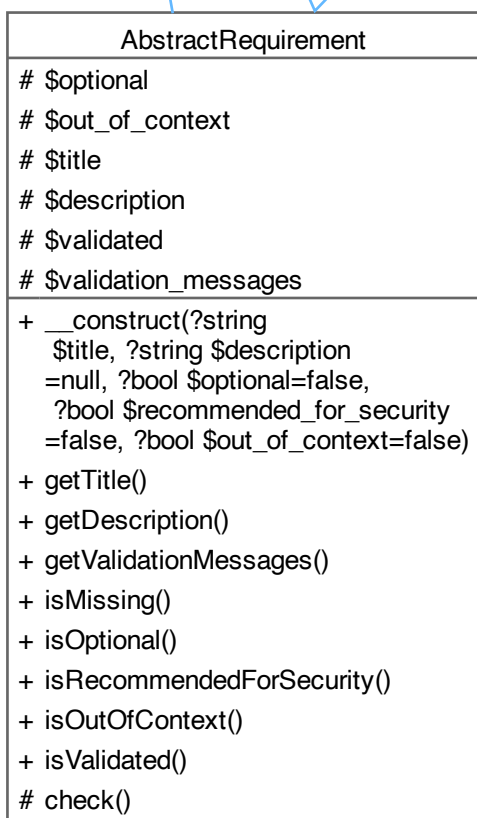 AbstractRequirement
# $optional
# $out_of_context
# $title
# $description
# $validated
# $validation_messages
+ __construct(?string
$title, ?string $description
=null, ?bool $optional=false,
?bool $recommended_for_security
=false, ?bool $out_of_context=false)
+ getTitle()
+ getDescription()
+ getValidationMessages()
+ isMissing()
+ isOptional()
+ isRecommendedForSecurity()
+ isOutOfContext()
+ isValidated()
# check()